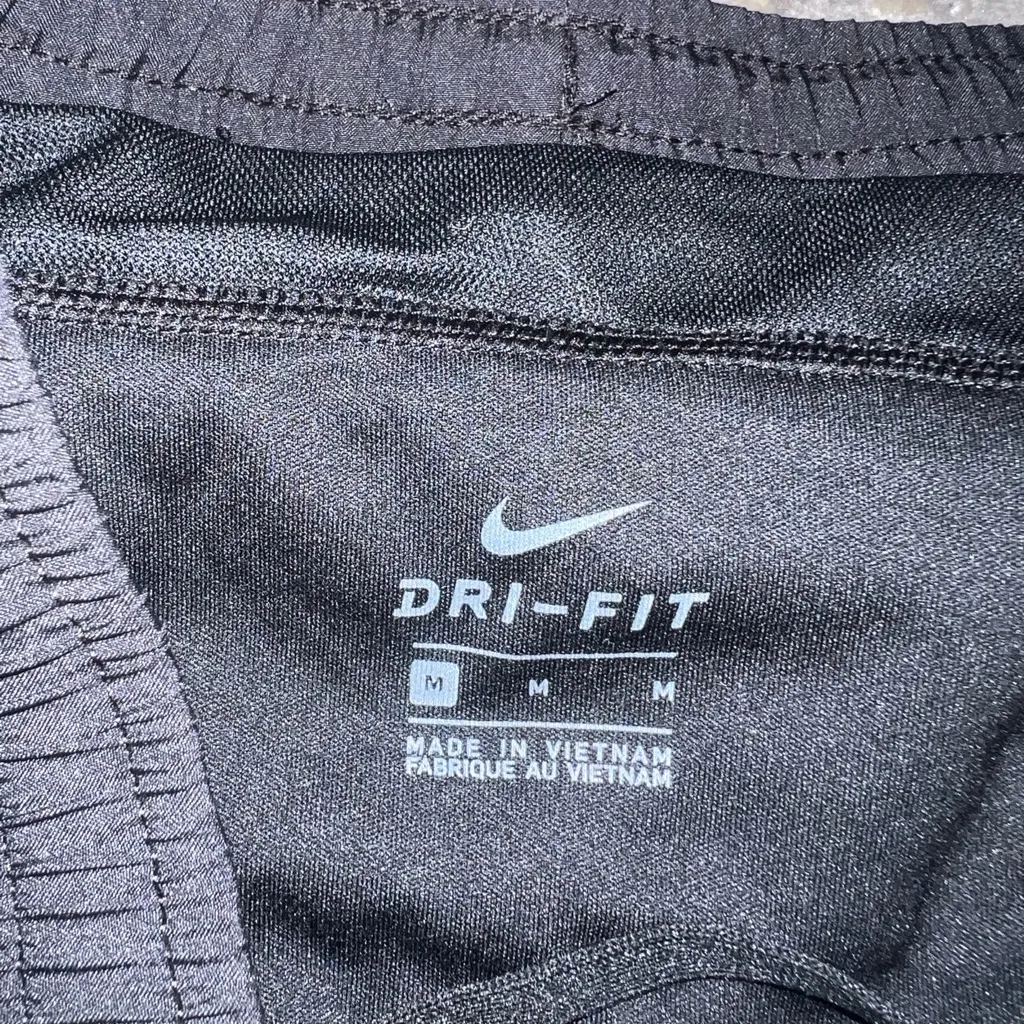 DRI-FIT
M M M
MADE IN VIETNAM
FABRIQUE AU VIETNAM